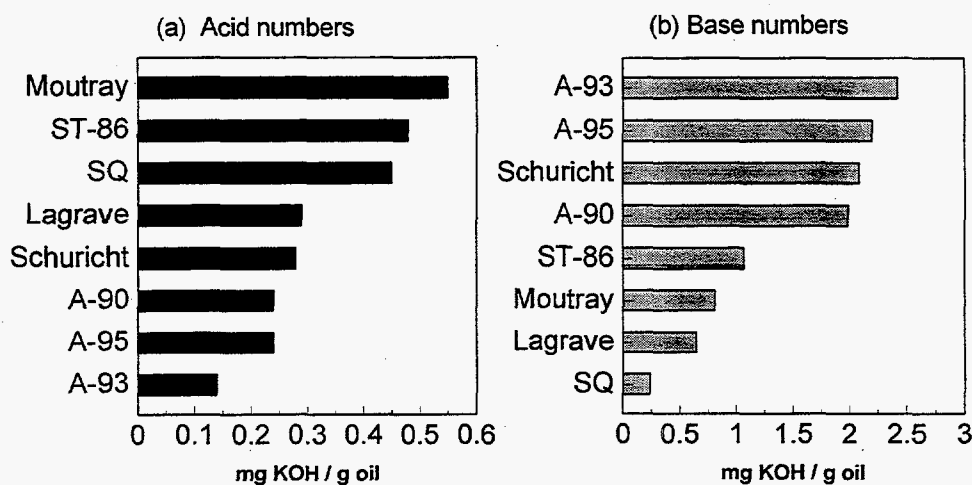 (a) Acid numbers
Moutray
ST-86
SQ
Lagrave
Schuricht
A-90
A-95
A-93
0 0.1 0.2 0.3 0.4 0.5 0.6
mg KOH / g oil
(b) Base numbers
A-93
A-95
Schuricht
A-90
ST-86
Moutray
Lagrave
SQ
0 0.5 1 1.5 2 2.5 3
mg KOH / g oil